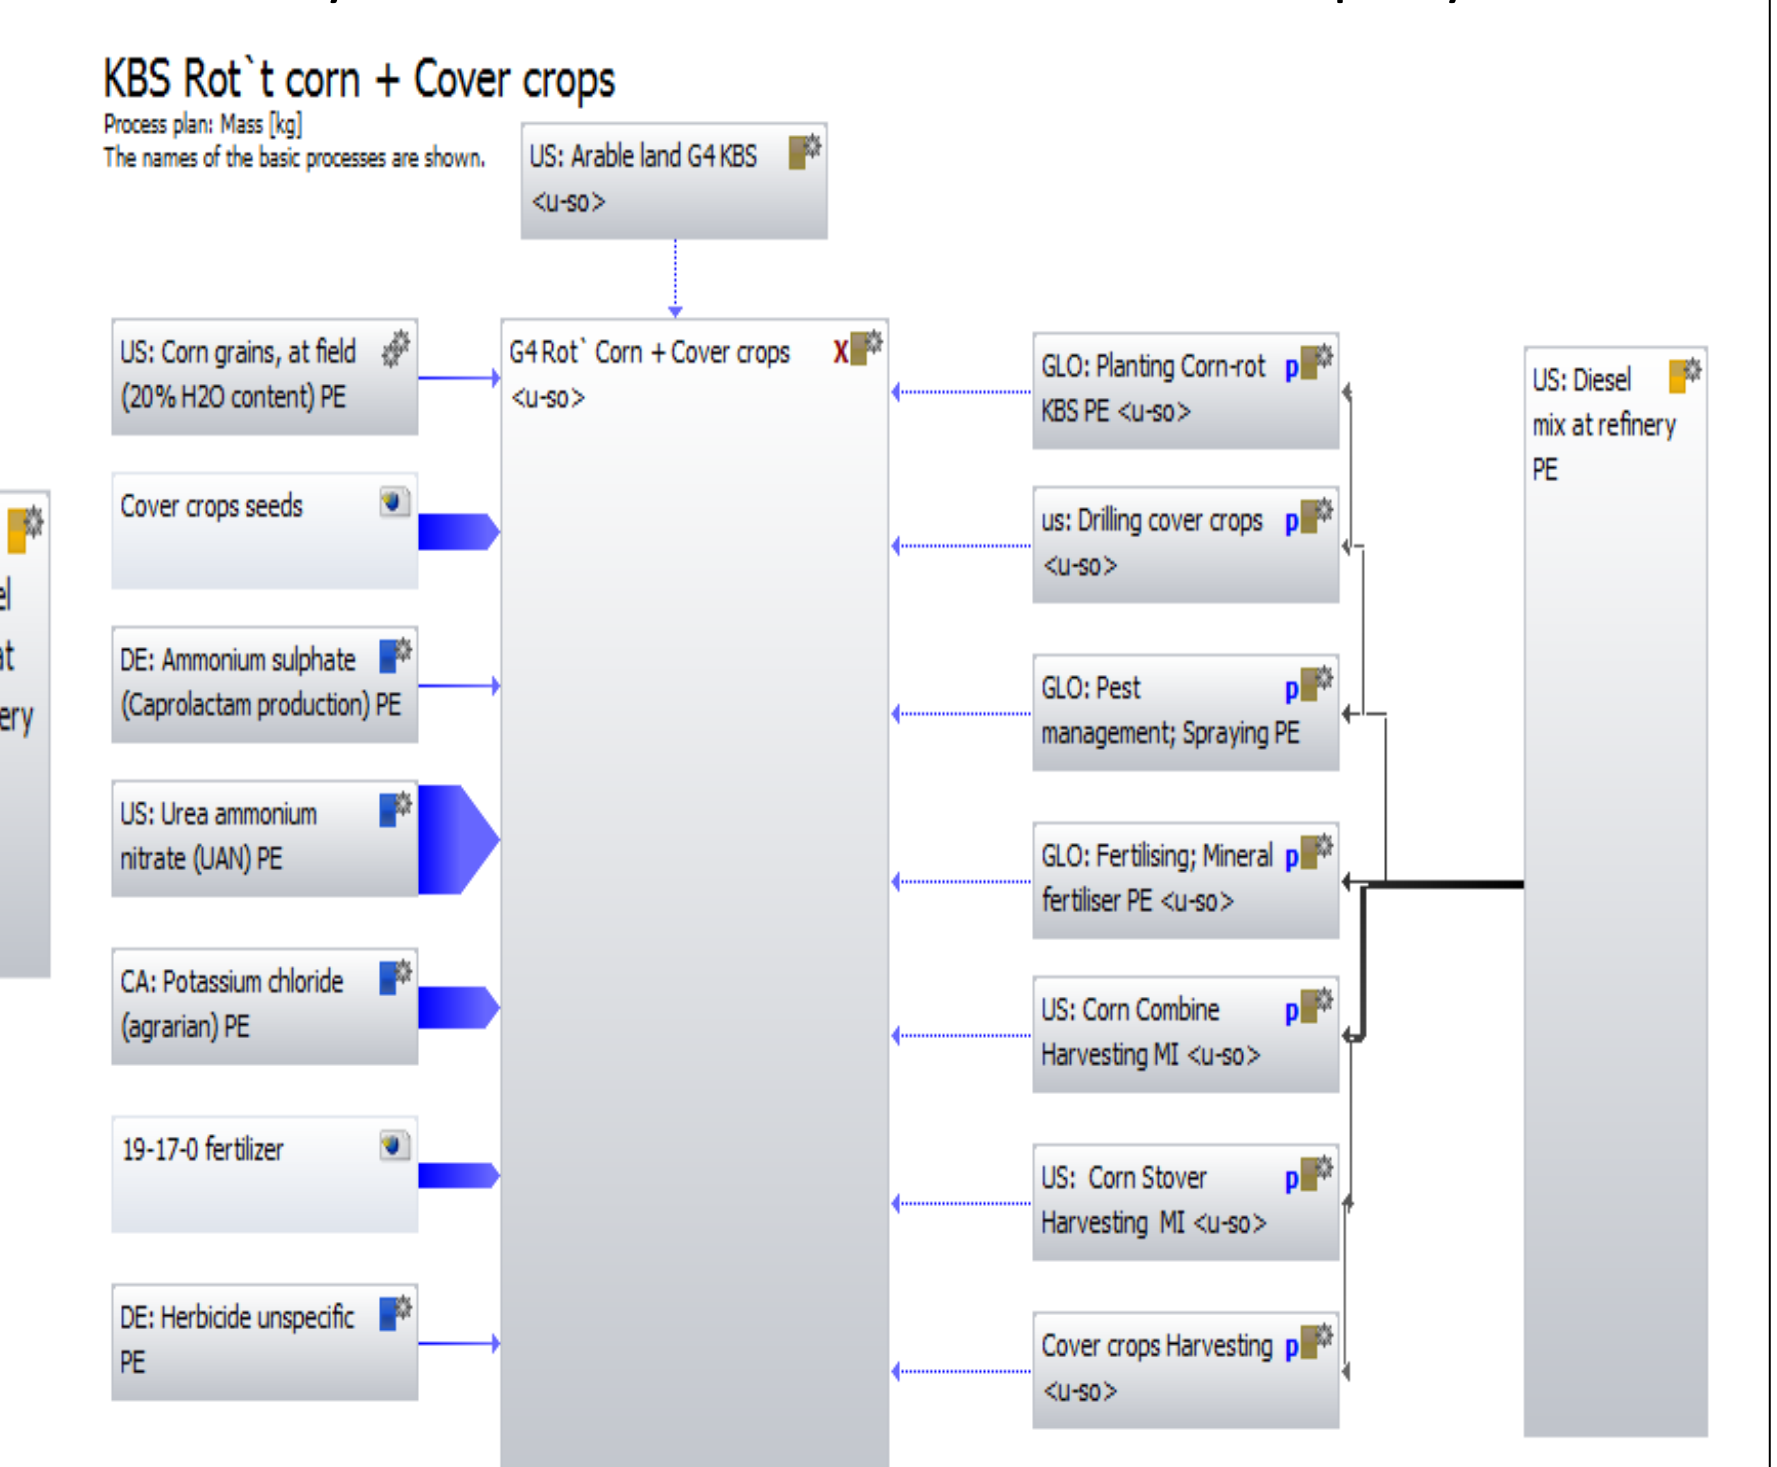 KBS Rot`t corn + Cover crops
Process plan: Mass [kg]
The names of the basic processes are shown.
US: Arable land G4 KBS
<u-so>
US: Corn grains, at field
(20% H2O content) PE
Cover crops seeds
DE: Ammonium sulphate
(Caprolactam production) PE
US: Urea ammonium
nitrate (UAN) PE
CA: Potassium chloride
(agrarian) PE
19-17-0 fertilizer
DE: Herbicide unspecific
PE
G4 Rot` Corn + Cover crops
X
<u-so>
GLO: Planting Corn-rot
p
KBS PE <u-so>
us: Drilling cover crops
p
<u-so>
GLO: Pest
p
management; Spraying PE
GLO: Fertilising; Mineral
p
fertiliser PE <u-so>
US: Corn Combine
p
Harvesting MI <u-so>
US: Corn Stover
p
Harvesting MI <u-so>
Cover crops Harvesting
p
<u-so>
US: Diesel
mix at refinery
PE
el
at
ery